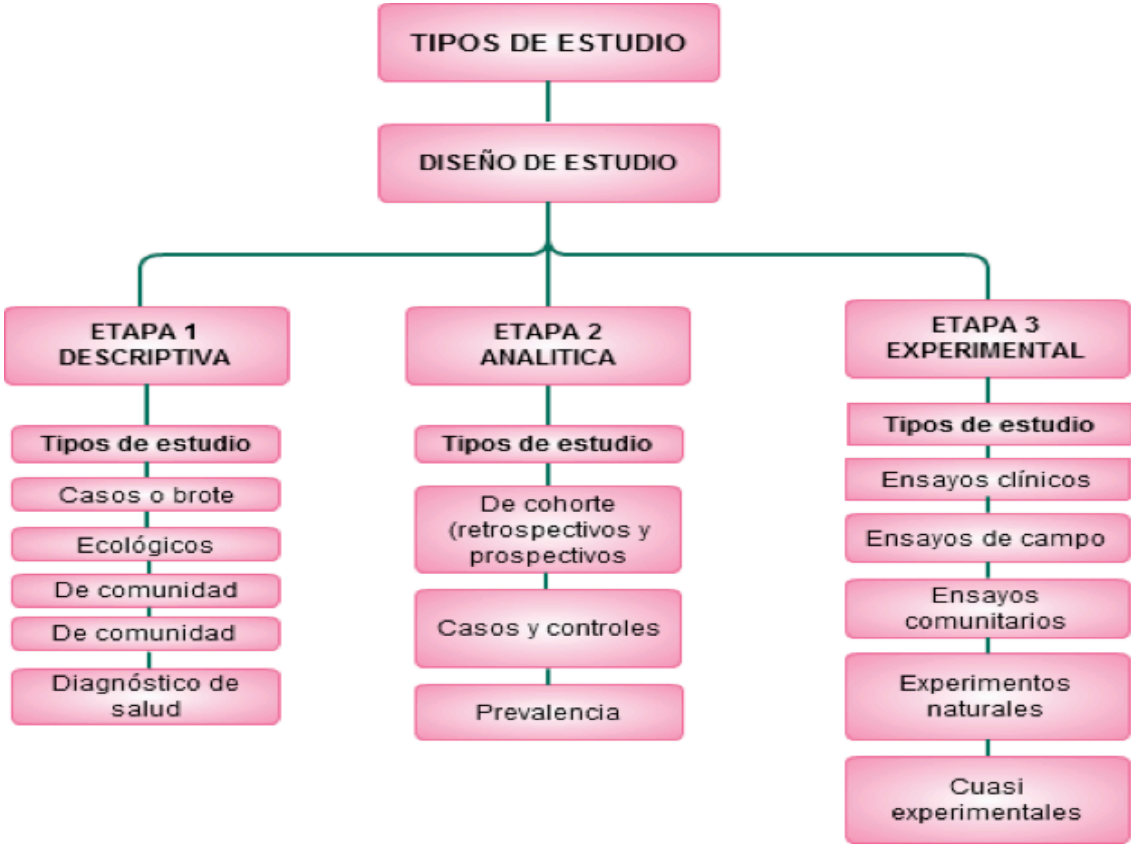 TIPOS DE ESTUDIO
DISEÑO DE ESTUDIO
ETAPA 1
DESCRIPTIVA
Tipos de estudio
Casos o brote
Ecológicos
De comunidad
De comunidad
Diagnóstico de
salud
ETAPA 2
ANALITICA
Tipos de estudio
De cohorte
(retrospectivos y
prospectivos
Casos y controles
Prevalencia
ETAPA 3
EXPERIMENTAL
Tipos de estudio
Ensayos clínicos
Ensayos de campo
Ensayos
comunitarios
Experimentos
naturales
Cuasi
experimentales